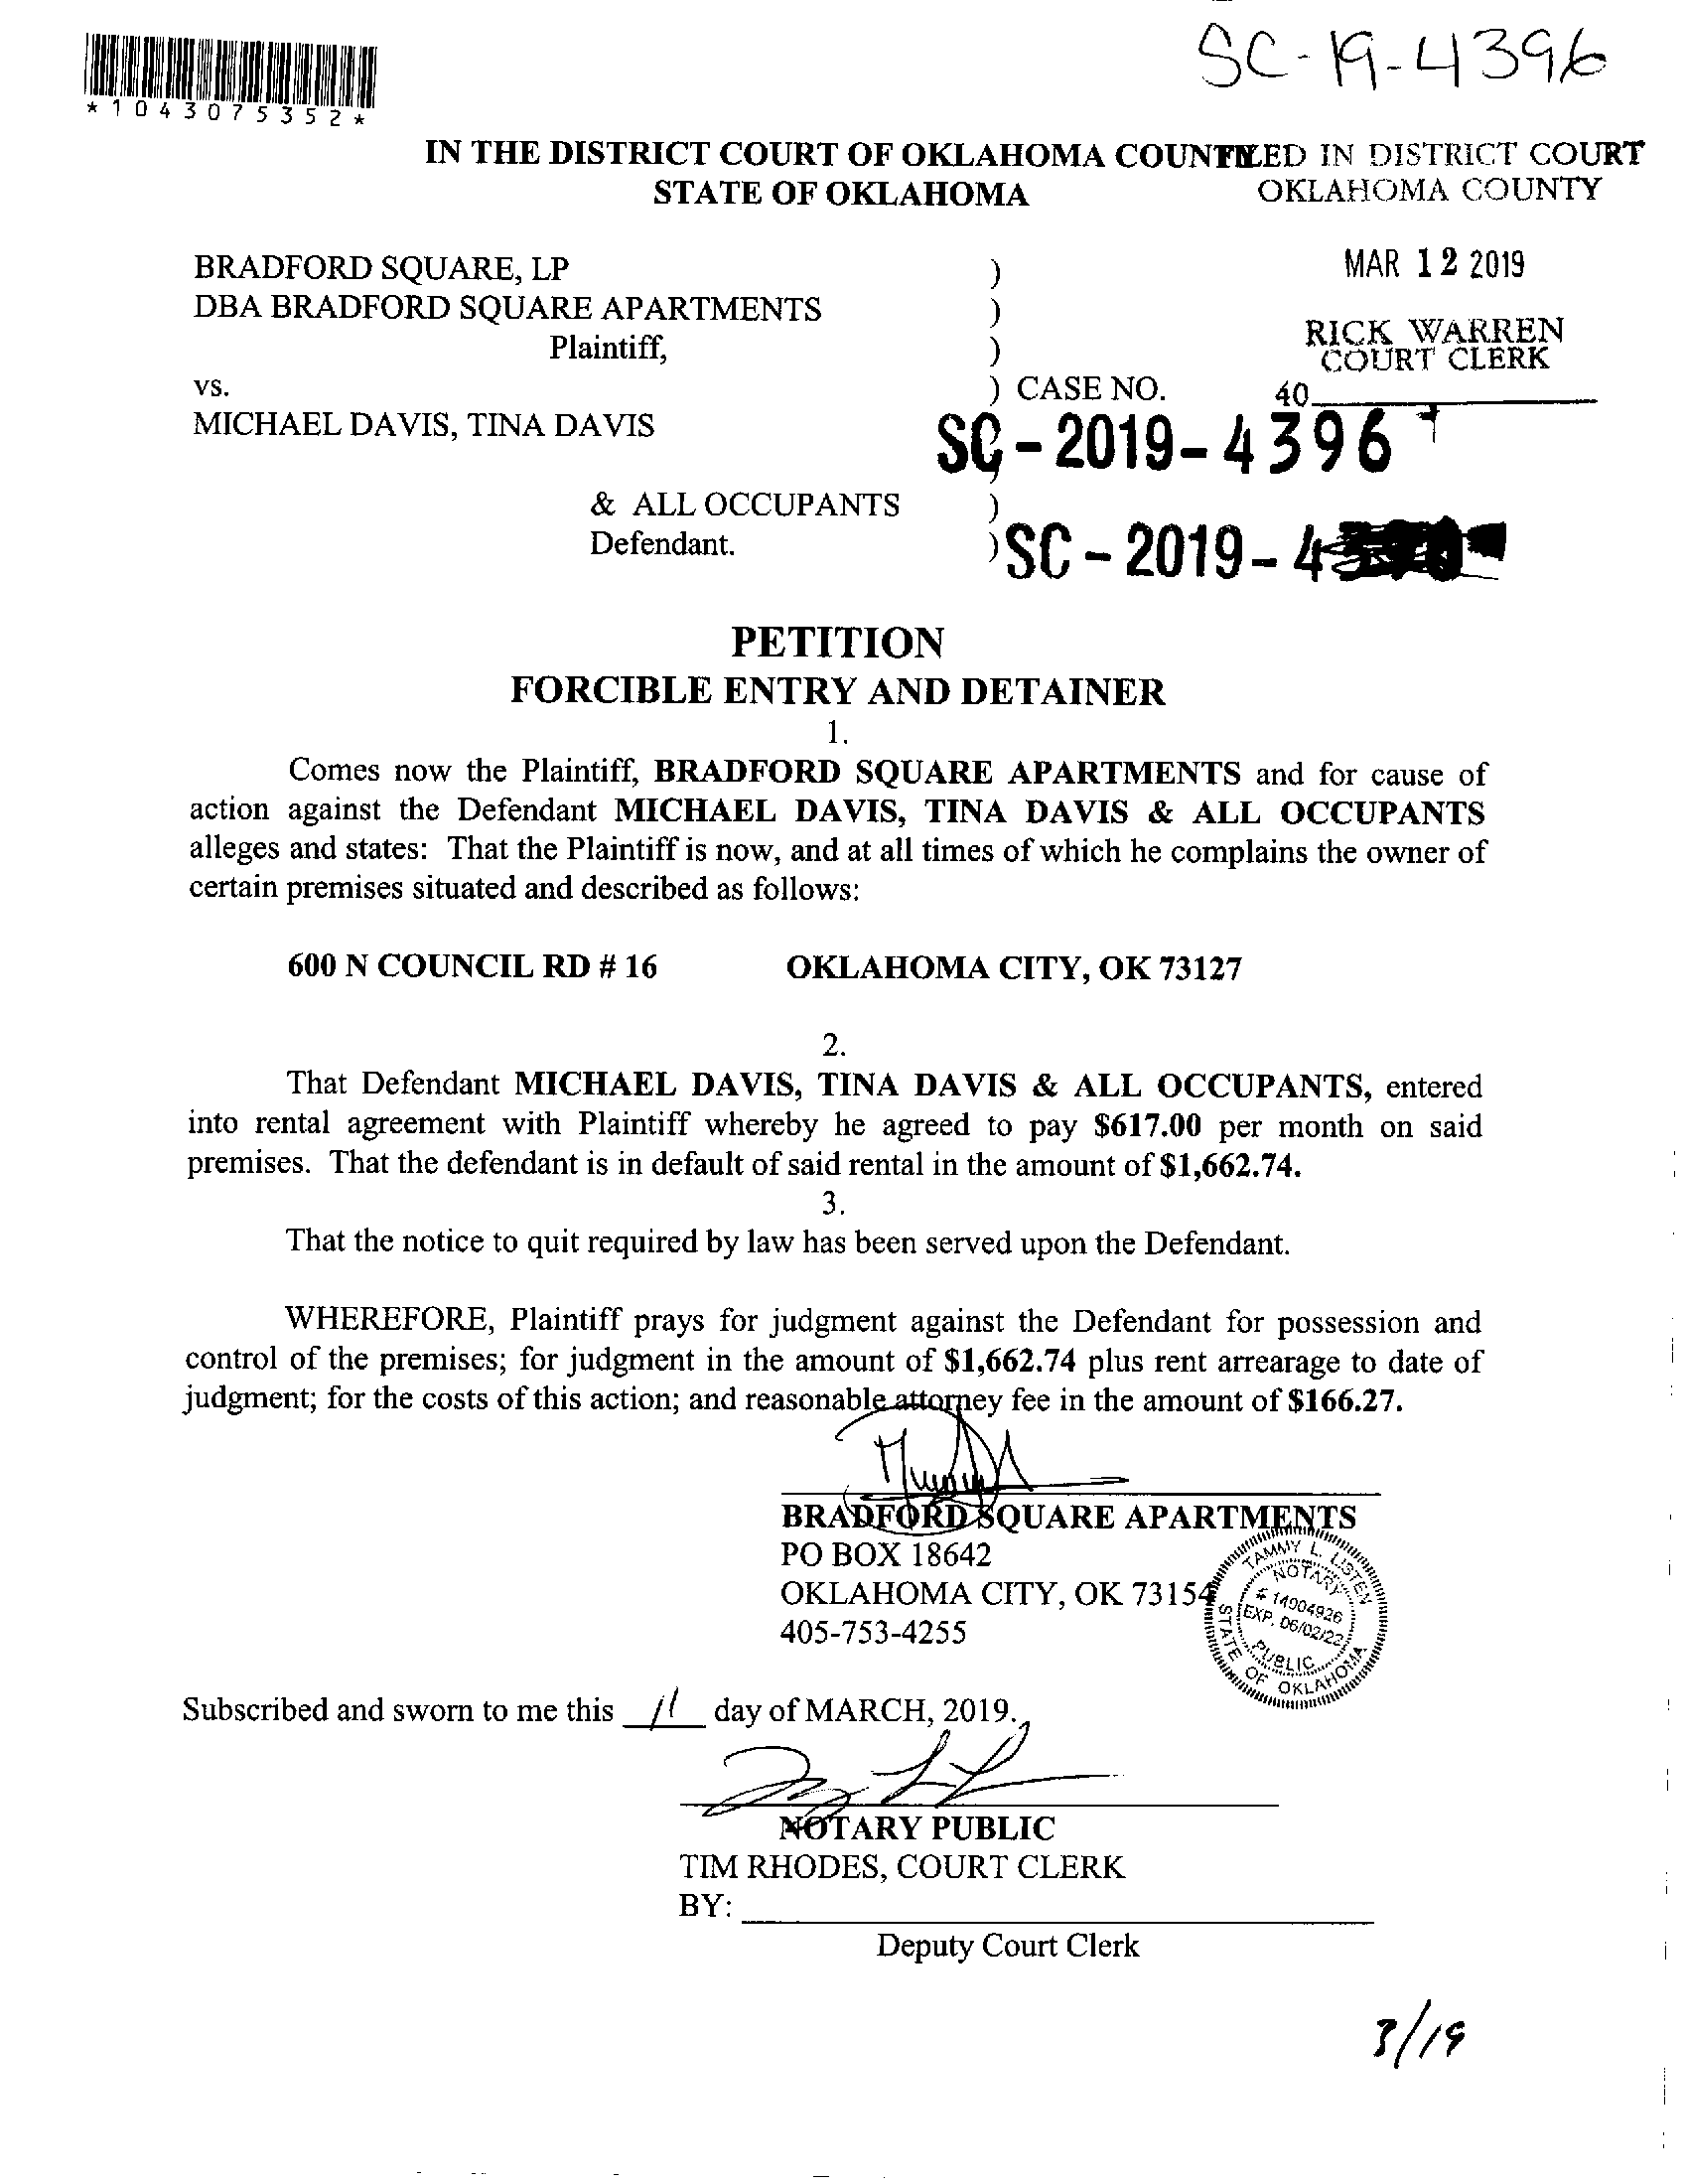 SC-19-4396
*1043075352*
IN THE DISTRICT COURT OF OKLAHOMA COUNTY
FILED IN DISTRICT COURT
STATE OF OKLAHOMA
OKLAHOMA COUNTY
BRADFORD SQUARE, LP )
MAR 12 2019
DBA BRADFORD SQUARE APARTMENTS )
Plaintiff, )
RICK WARREN
COURT CLERK
vs. ) CASE NO.
40
MICHAEL DAVIS, TINA DAVIS
SC-2019-4396
& ALL OCCUPANTS )
Defendant. )
SC-2019-4
PETITION
FORCIBLE ENTRY AND DETAINER
1.
Comes now the Plaintiff, BRADFORD SQUARE APARTMENTS and for cause of
action against the Defendant MICHAEL DAVIS, TINA DAVIS & ALL OCCUPANTS
alleges and states: That the Plaintiff is now, and at all times of which he complains the owner of
certain premises situated and described as follows:
600 N COUNCIL RD # 16 OKLAHOMA CITY, OK 73127
2.
That Defendant MICHAEL DAVIS, TINA DAVIS & ALL OCCUPANTS, entered
into rental agreement with Plaintiff whereby he agreed to pay $617.00 per month on said
premises. That the defendant is in default of said rental in the amount of $1,662.74.
3.
That the notice to quit required by law has been served upon the Defendant.
WHEREFORE, Plaintiff prays for judgment against the Defendant for possession and
control of the premises; for judgment in the amount of $1,662.74 plus rent arrearage to date of
judgment; for the costs of this action; and reasonable attorney fee in the amount of $166.27.
BRADFORD SQUARE APARTMENTS
PO BOX 18642
OKLAHOMA CITY, OK 73154
405-753-4255
TAMMY L. LISTEN
NOTARY
# 14004926
EXP. 06/02/22
PUBLIC
STATE OF OKLAHOMA
Subscribed and sworn to me this 11 day of MARCH, 2019.
NOTARY PUBLIC
TIM RHODES, COURT CLERK
BY:
Deputy Court Clerk
3/19